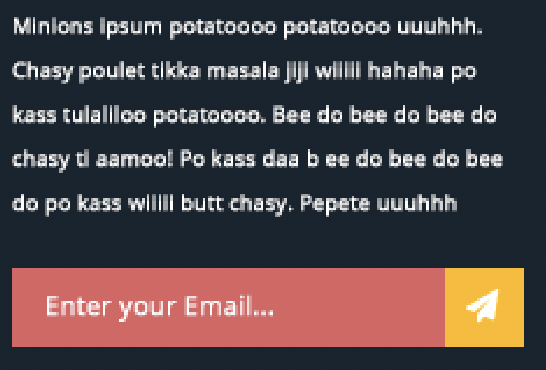 Minions ipsum potatoooo potatoooo uuuhhh.
Chasy poulet tikka masala jiji wiiiii hahaha po
kass tulaliloo potatoooo. Bee do bee do bee do
chasy ti aamoo! Po kass daa b ee do bee do bee
do po kass wiiiii butt chasy. Pepete uuuhhh
Enter your Email...